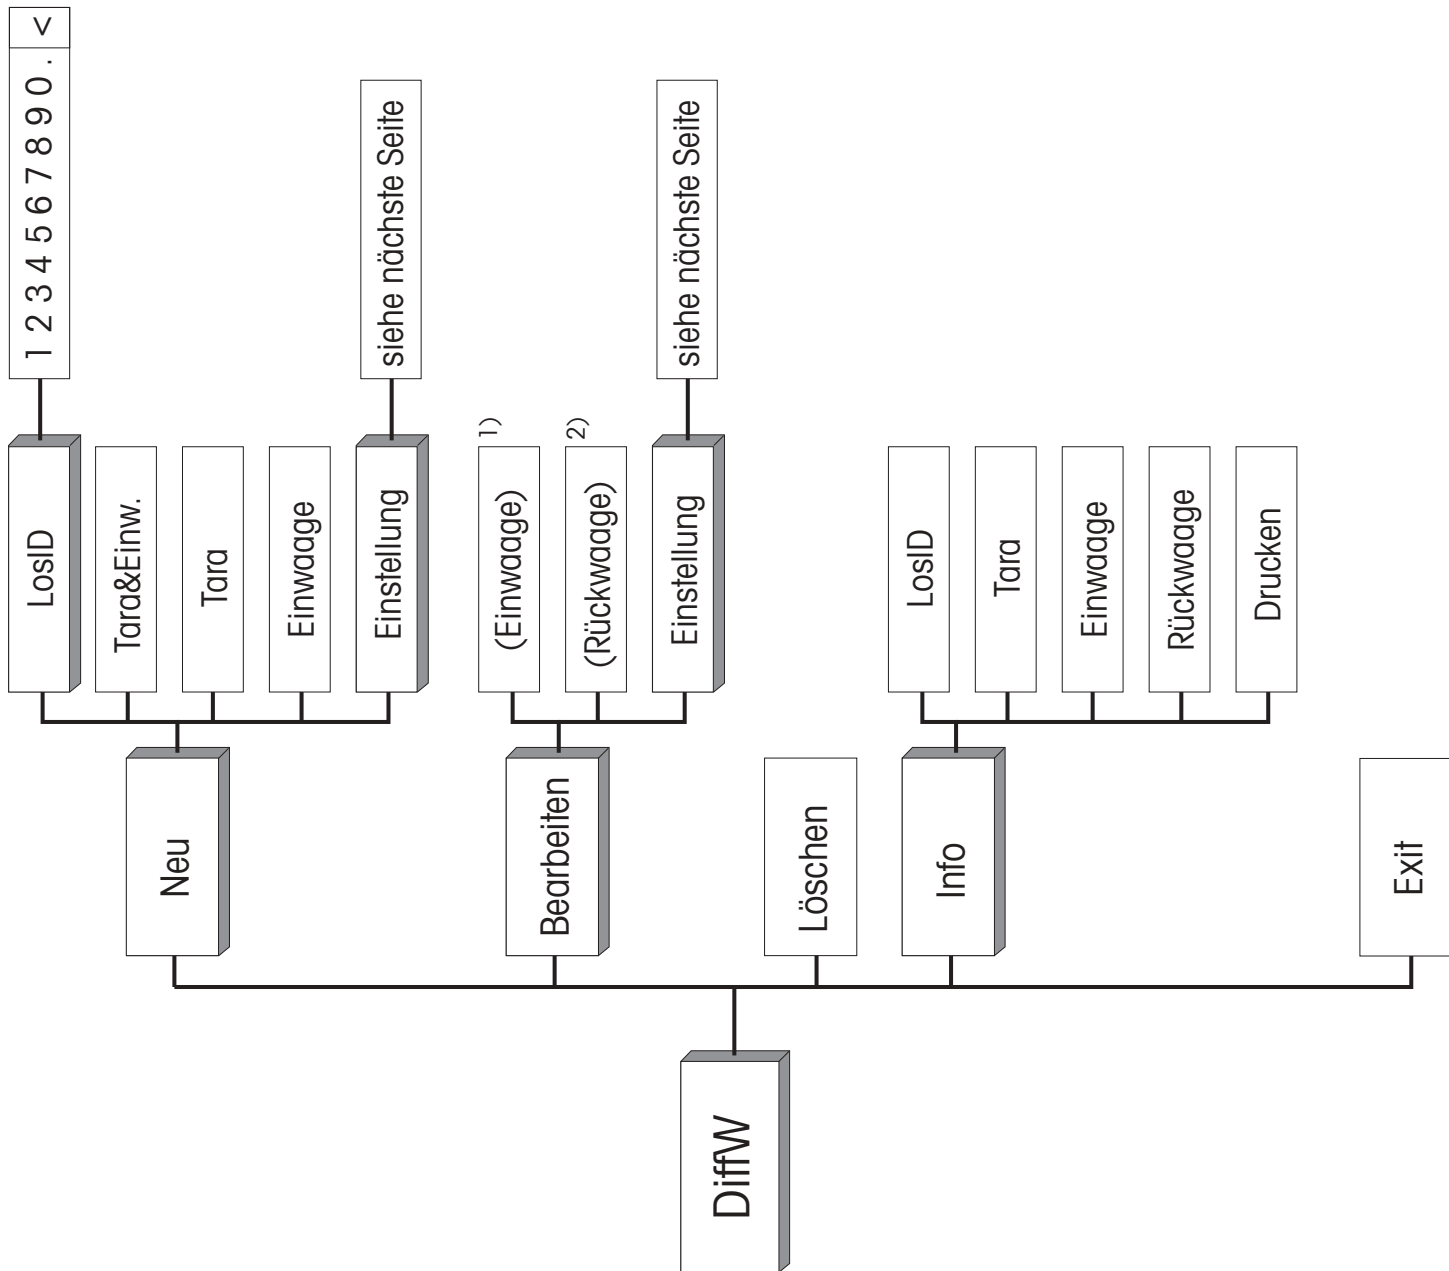 DiffW
Neu
LosID
1 2 3 4 5 6 7 8 9 0 . <
Tara&Einw.
Tara
Einwaage
Einstellung
siehe nächste Seite
Bearbeiten
(Einwaage) 1)
(Rückwaage) 2)
Einstellung
siehe nächste Seite
Löschen
Info
LosID
Tara
Einwaage
Rückwaage
Drucken
Exit